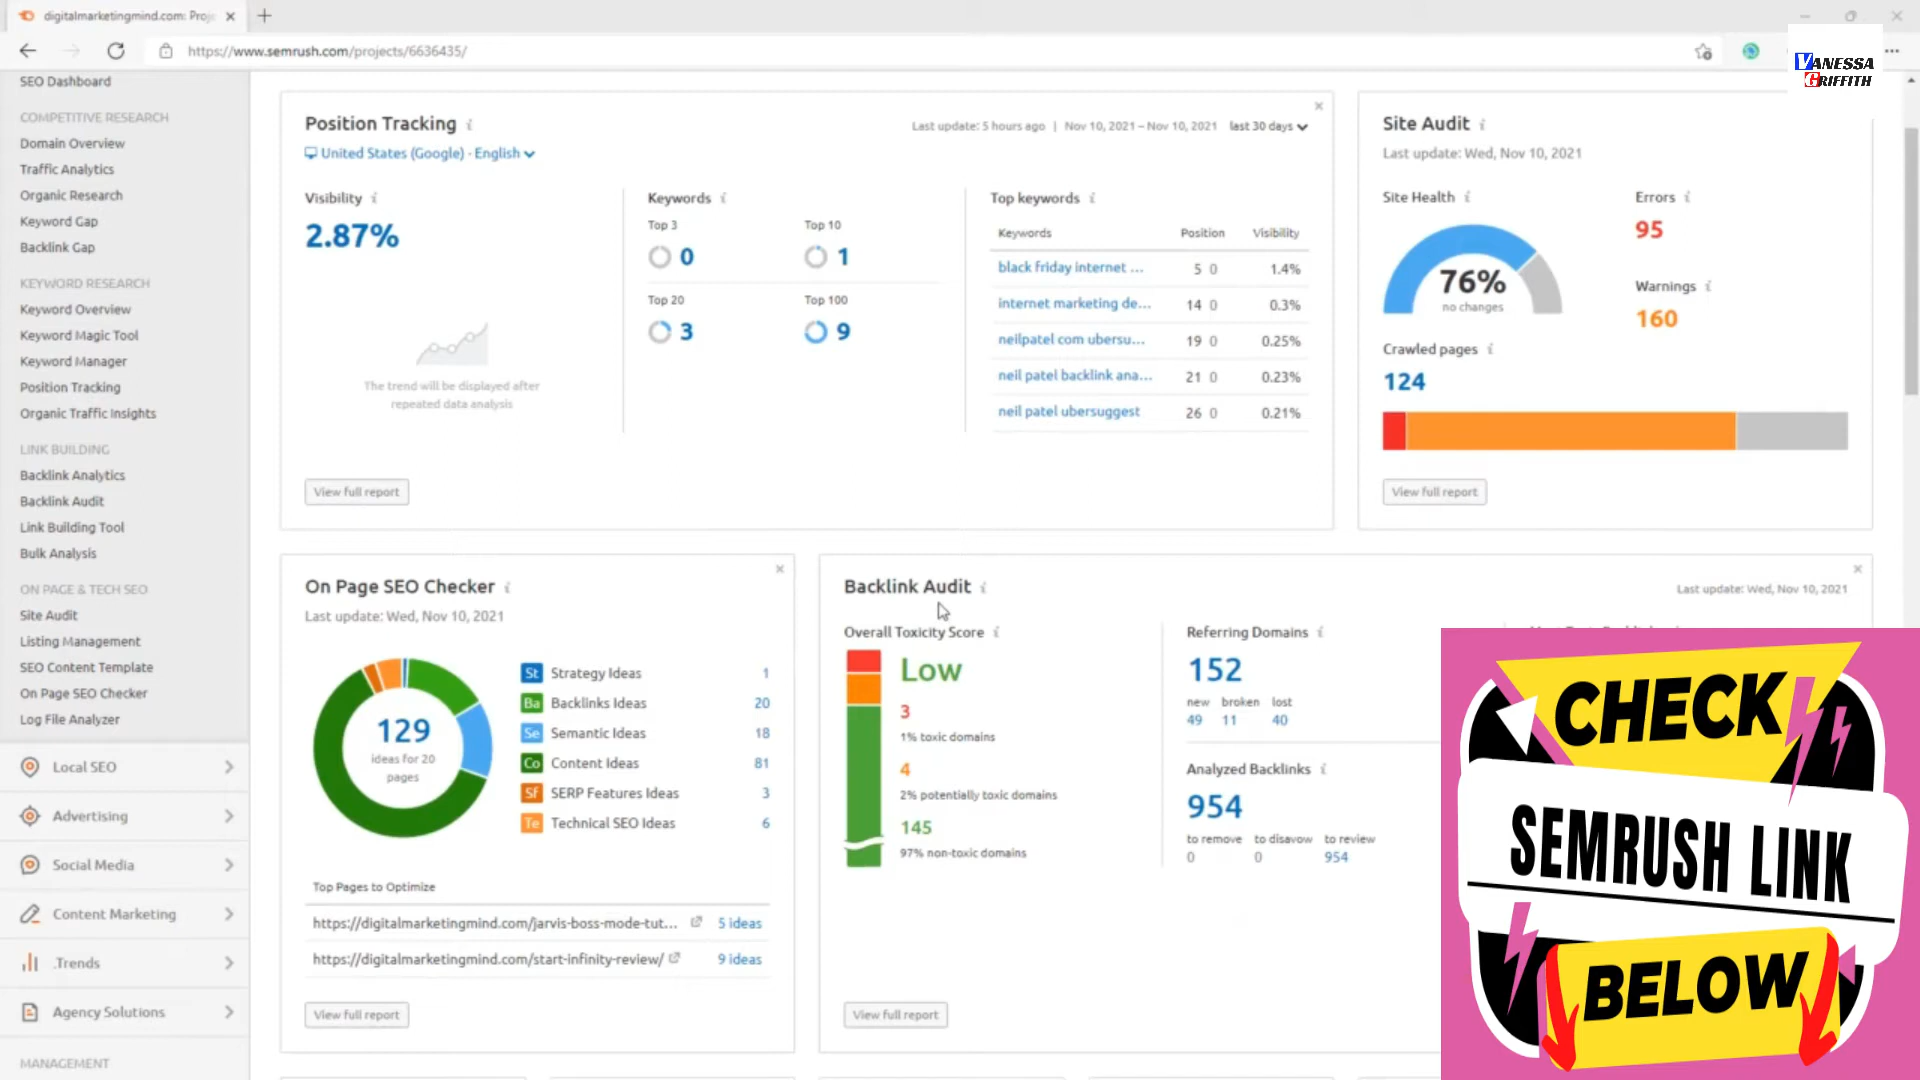 digitalmarketingmind.com: Proj
https://www.semrush.com/projects/6636435/
VANESSA
GRIFFITH
SEO Dashboard
COMPETITIVE RESEARCH
Domain Overview
Traffic Analytics
Organic Research
Keyword Gap
Backlink Gap
KEYWORD RESEARCH
Keyword Overview
Keyword Magic Tool
Keyword Manager
Position Tracking
Organic Traffic Insights
LINK BUILDING
Backlink Analytics
Backlink Audit
Link Building Tool
Bulk Analysis
ON PAGE & TECH SEO
Site Audit
Listing Management
SEO Content Template
On Page SEO Checker
Log File Analyzer
Local SEO
Advertising
Social Media
Content Marketing
.Trends
Agency Solutions
MANAGEMENT
Position Tracking i
Last update: 5 hours ago | Nov 10, 2021 – Nov 10, 2021 last 30 days
United States (Google) · English
Visibility i
2.87%
The trend will be displayed after
repeated data analysis
Keywords i
Top 3 Top 10
0 1
Top 20 Top 100
3 9
Top keywords i
Keywords Position Visibility
black friday internet ... 5 0 1.4%
internet marketing de... 14 0 0.3%
neilpatel com ubersu... 19 0 0.25%
neil patel backlink ana... 21 0 0.23%
neil patel ubersuggest 26 0 0.21%
View full report
Site Audit i
Last update: Wed, Nov 10, 2021
Site Health i
76%
no changes
Errors i
95
Warnings i
160
Crawled pages i
124
View full report
On Page SEO Checker i
Last update: Wed, Nov 10, 2021
129
ideas for 20
pages
St Strategy Ideas 1
Ba Backlinks Ideas 20
Se Semantic Ideas 18
Co Content Ideas 81
Sf SERP Features Ideas 3
Te Technical SEO Ideas 6
Top Pages to Optimize
https://digitalmarketingmind.com/jarvis-boss-mode-tut... 5 ideas
https://digitalmarketingmind.com/start-infinity-review/ 9 ideas
View full report
Backlink Audit i
Last update: Wed, Nov 10, 2021
Overall Toxicity Score i
Low
3
1% toxic domains
4
2% potentially toxic domains
145
97% non-toxic domains
Referring Domains i
152
new broken lost
49 11 40
Analyzed Backlinks i
954
to remove to disavow to review
0 0 954
View full report
CHECK
SEMRUSH LINK
BELOW